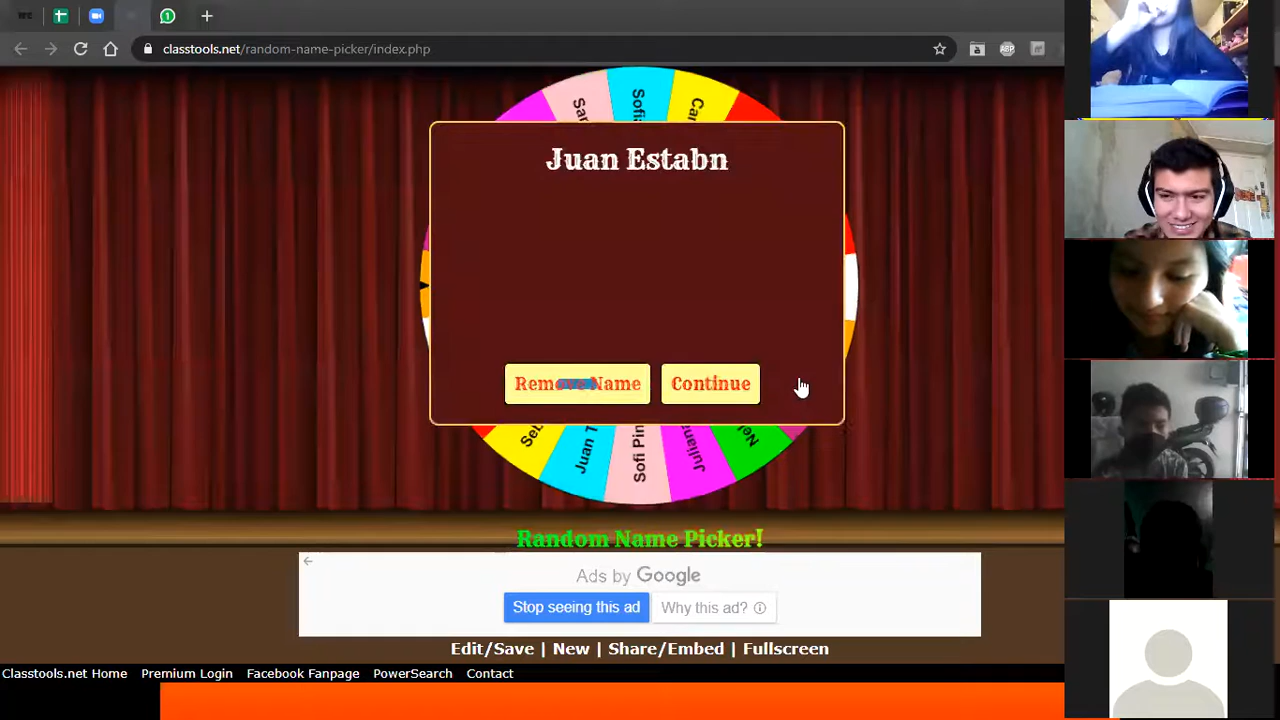 classtools.net/random-name-picker/index.php
ABP
Sofi
Juan Estabn
Remove Name
Continue
Juan T
Sofi Pin
Juliana
Random Name Picker!
Ads by Google
Stop seeing this ad
Why this ad?
Edit/Save | New | Share/Embed | Fullscreen
Classtools.net Home Premium Login Facebook Fanpage PowerSearch Contact